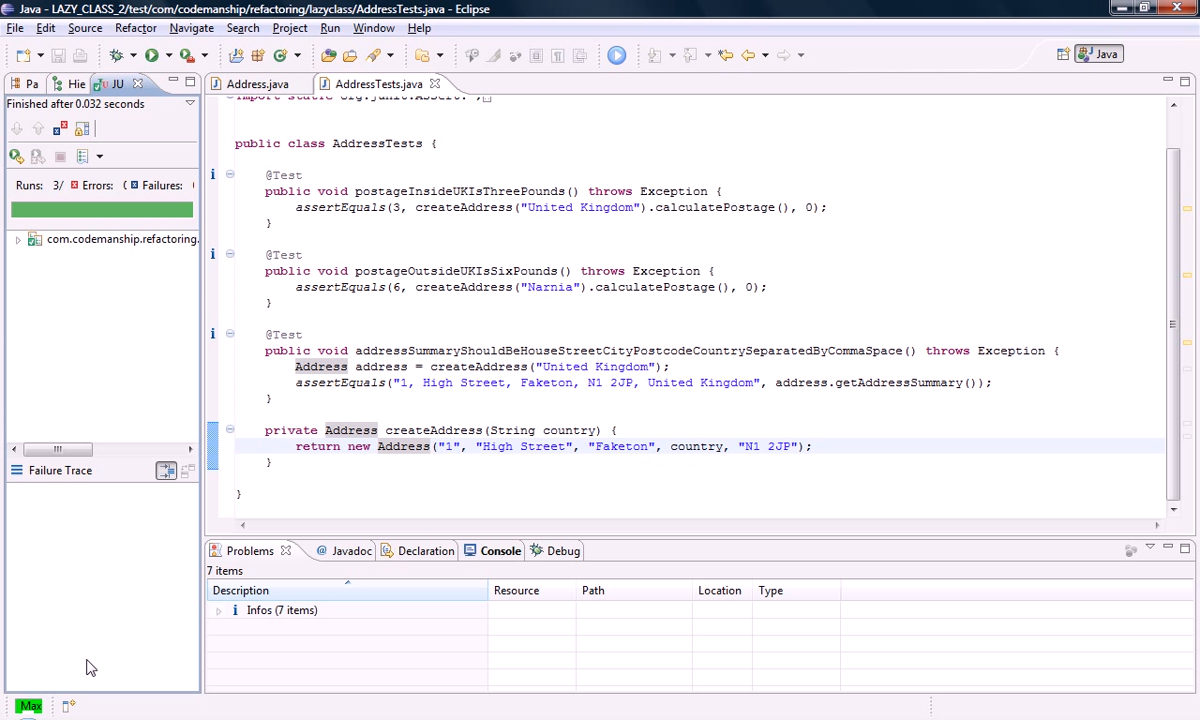 Java - LAZY_CLASS_2/test/com/codemanship/refactoring/lazyclass/AddressTests.java - Eclipse
File Edit Source Refactor Navigate Search Project Run Window Help
Java
Pa Hie JU
Address.java AddressTests.java
Finished after 0.032 seconds
Runs: 3/ Errors: Failures:
com.codemanship.refactoring.
import static org.junit.Assert.*;
public class AddressTests {
@Test
public void postageInsideUKIsThreePounds() throws Exception {
assertEquals(3, createAddress("United Kingdom").calculatePostage(), 0);
}
@Test
public void postageOutsideUKIsSixPounds() throws Exception {
assertEquals(6, createAddress("Narnia").calculatePostage(), 0);
}
@Test
public void addressSummaryShouldBeHouseStreetCityPostcodeCountrySeparatedByCommaSpace() throws Exception {
Address address = createAddress("United Kingdom");
assertEquals("1, High Street, Faketon, N1 2JP, United Kingdom", address.getAddressSummary());
}
private Address createAddress(String country) {
return new Address("1", "High Street", "Faketon", country, "N1 2JP");
}
}
Failure Trace
Problems Javadoc Declaration Console Debug
7 items
Description Resource Path Location Type
Infos (7 items)
Max